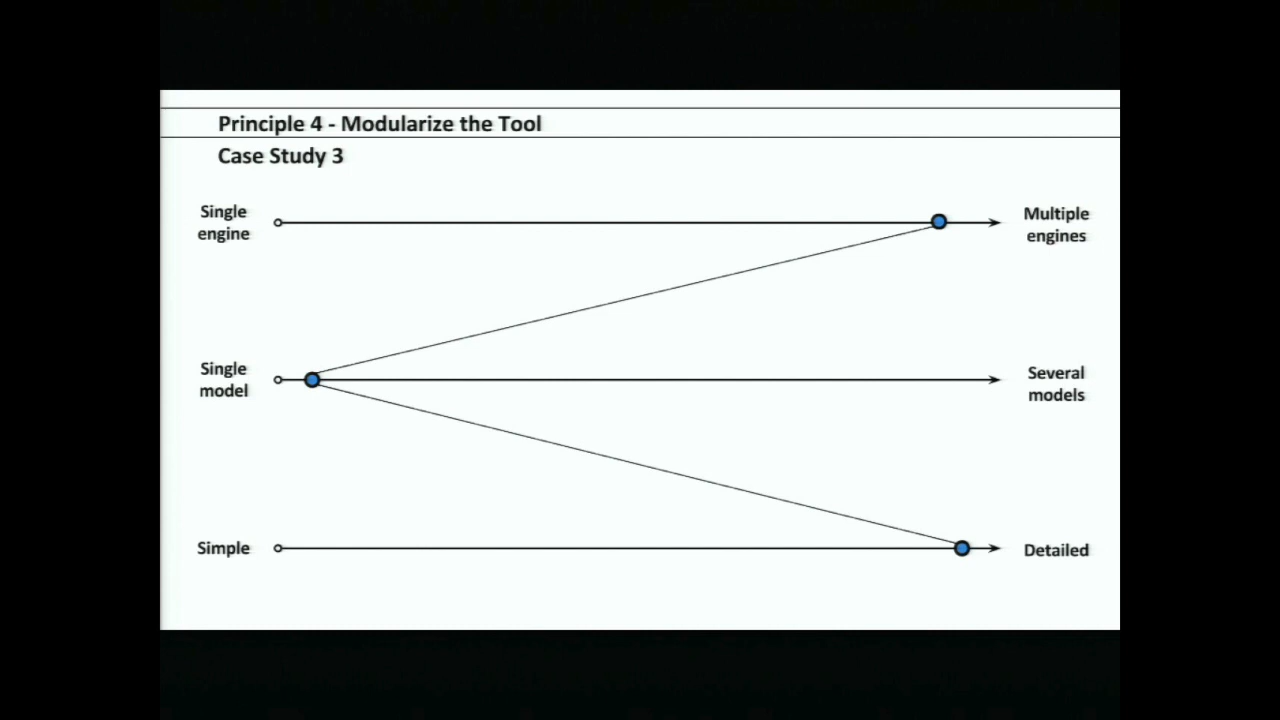 Principle 4 - Modularize the Tool
Case Study 3
Single
engine
Multiple
engines
Single
model
Several
models
Simple
Detailed